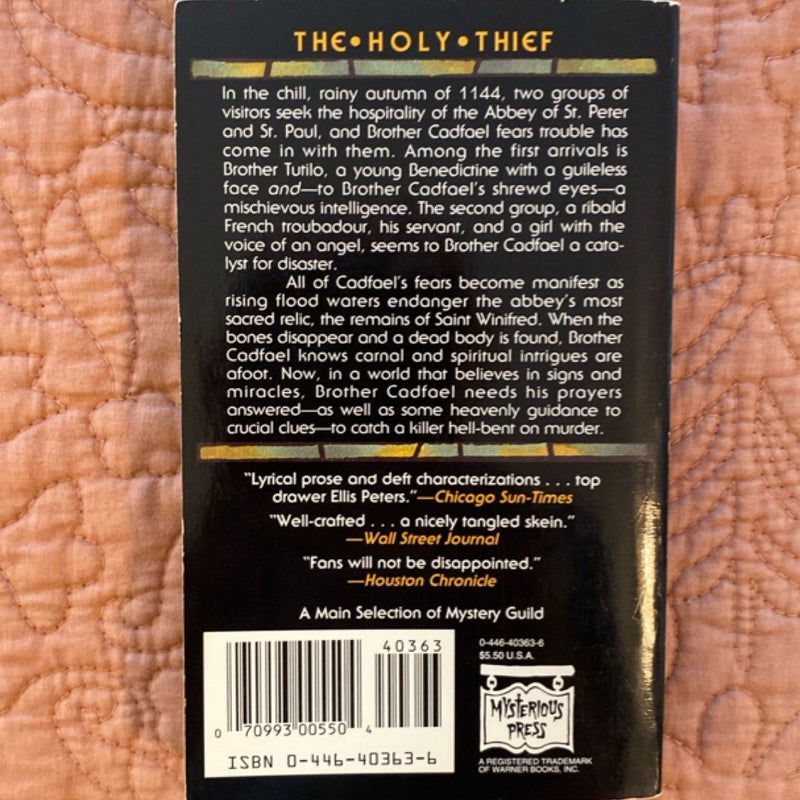 THE•HOLY•THIEF
In the chill, rainy autumn of 1144, two groups of
visitors seek the hospitality of the Abbey of St. Peter
and St. Paul, and Brother Cadfael fears trouble has
come in with them. Among the first arrivals is
Brother Tutilo, a young Benedictine with a guileless
face and—to Brother Cadfael's shrewd eyes—a
mischievous intelligence. The second group, a ribald
French troubadour, his servant, and a girl with the
voice of an angel, seems to Brother Cadfael a cata-
lyst for disaster.
All of Cadfael's fears become manifest as
rising flood waters endanger the abbey's most
sacred relic, the remains of Saint Winifred. When the
bones disappear and a dead body is found, Brother
Cadfael knows carnal and spiritual intrigues are
afoot. Now, in a world that believes in signs and
miracles, Brother Cadfael needs his prayers
answered—as well as some heavenly guidance to
crucial clues—to catch a killer hell-bent on murder.
"Lyrical prose and deft characterizations . . . top
drawer Ellis Peters."—Chicago Sun-Times
"Well-crafted . . . a nicely tangled skein."
—Wall Street Journal
"Fans will not be disappointed."
—Houston Chronicle
A Main Selection of Mystery Guild
40363
0 70993 00550 4
ISBN 0-446-40363-6
0-446-40363-6
$5.50 U.S.A.
MYSTERIOUS
PRESS
A REGISTERED TRADEMARK
OF WARNER BOOKS, INC.